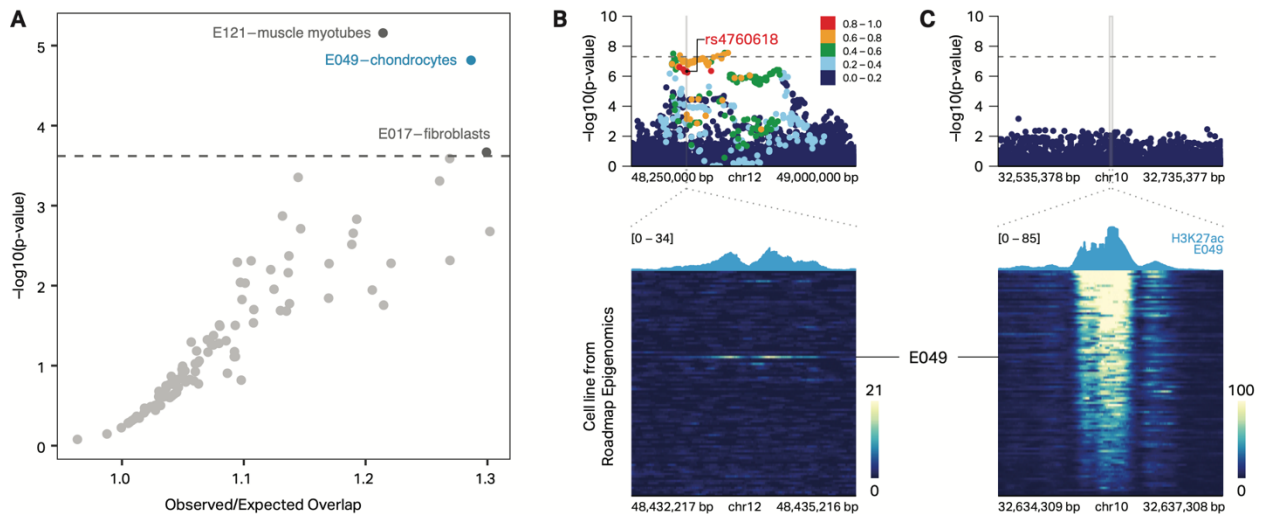 A
E121–muscle myotubes
E049–chondrocytes
E017–fibroblasts
5
4
3
2
1
0
–log10(p-value)
1.0 1.1 1.2 1.3
Observed/Expected Overlap
B
10
8
6
4
2
0
–log10(p-value)
rs4760618
0.8 – 1.0
0.6 – 0.8
0.4 – 0.6
0.2 – 0.4
0.0 – 0.2
48,250,000 bp chr12 49,000,000 bp
[0 – 34]
Cell line from
Roadmap Epigenomics
21
0
48,432,217 bp chr12 48,435,216 bp
E049
C
10
8
6
4
2
0
–log10(p-value)
32,535,378 bp chr10 32,735,377 bp
[0 – 85]
H3K27ac
E049
100
0
32,634,309 bp chr10 32,637,308 bp